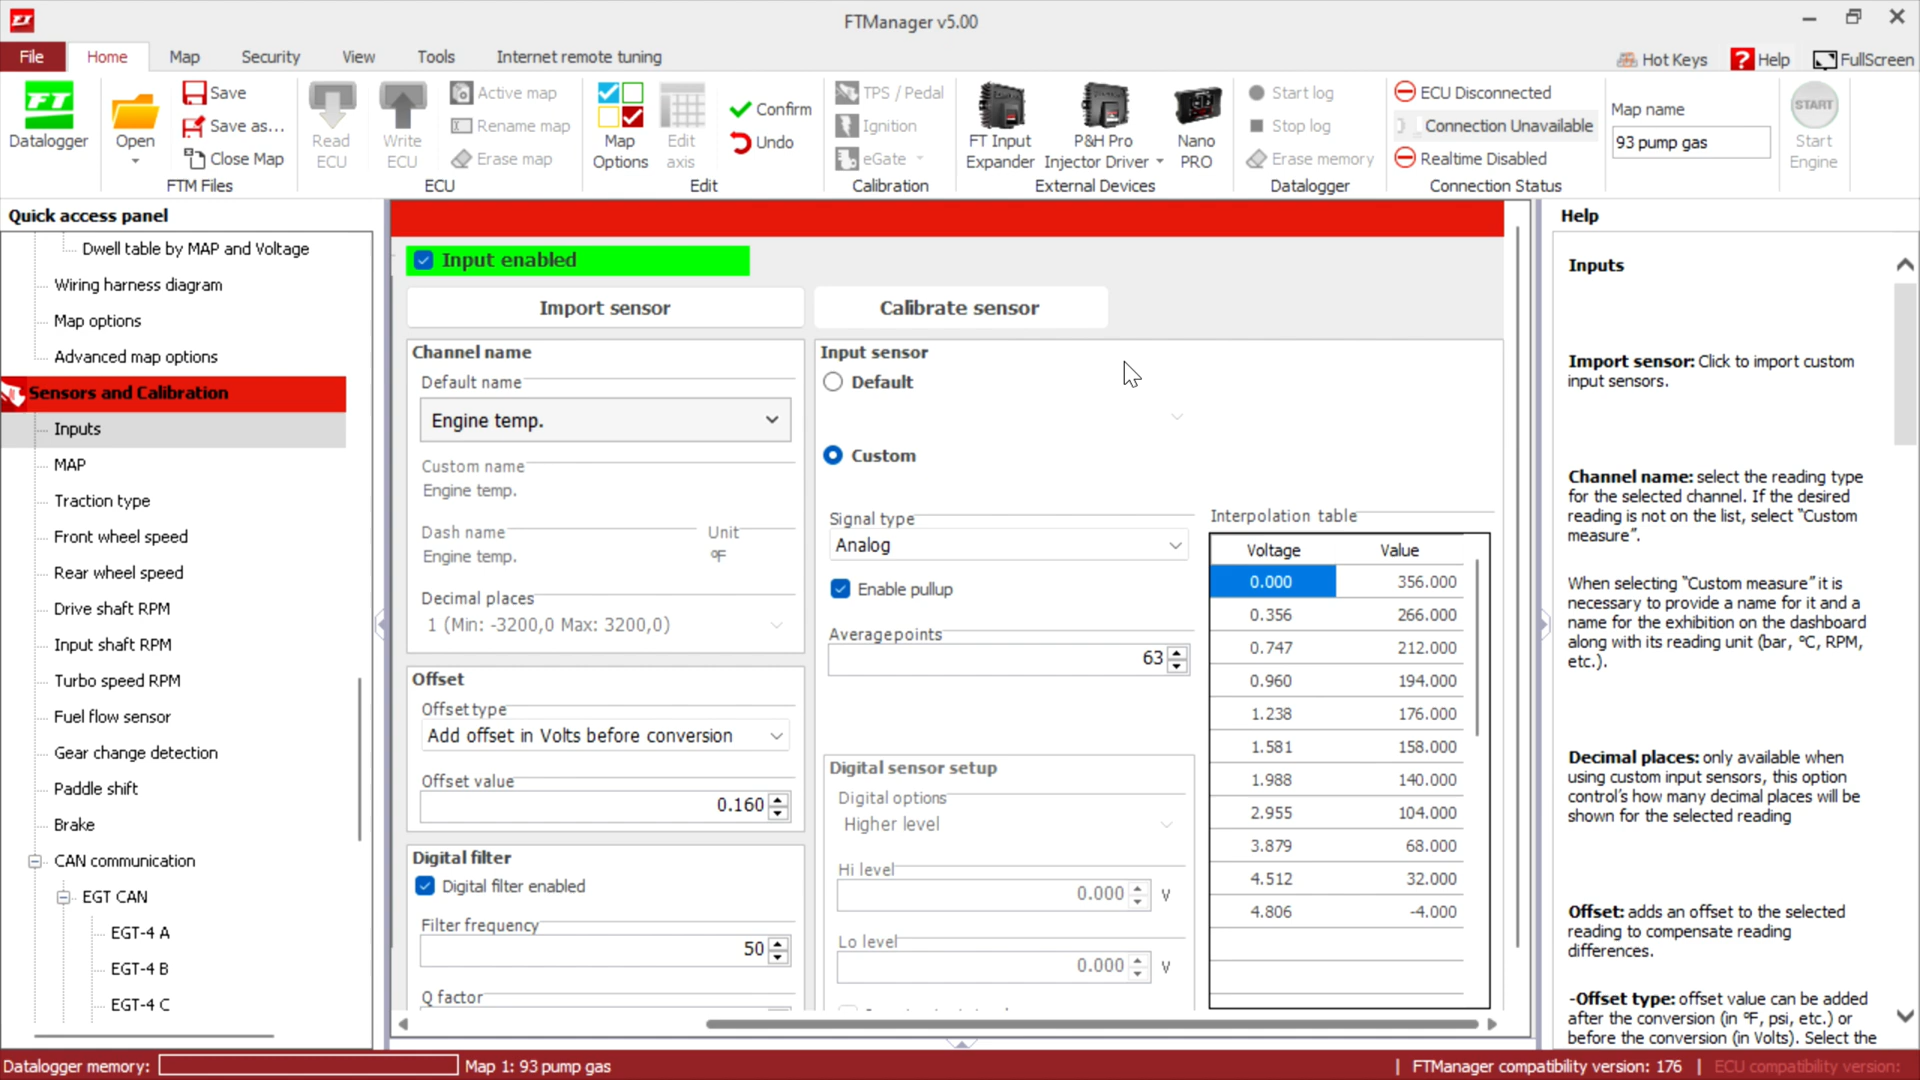 FTManager v5.00
File
Home
Map
Security
View
Tools
Internet remote tuning
Hot Keys
? Help
FullScreen
FT
Datalogger
Open
Save
Save as...
Close Map
FTM Files
Read
ECU
Write
ECU
Active map
Rename map
Erase map
ECU
Map
Options
Edit
axis
Confirm
Undo
Edit
TPS / Pedal
Ignition
eGate
Calibration
FT Input
Expander
P&H Pro
Injector Driver
Nano
PRO
External Devices
Start log
Stop log
Erase memory
Datalogger
ECU Disconnected
Connection Unavailable
Realtime Disabled
Connection Status
Map name
93 pump gas
START
Start
Engine
Quick access panel
Dwell table by MAP and Voltage
Wiring harness diagram
Map options
Advanced map options
Sensors and Calibration
Inputs
MAP
Traction type
Front wheel speed
Rear wheel speed
Drive shaft RPM
Input shaft RPM
Turbo speed RPM
Fuel flow sensor
Gear change detection
Paddle shift
Brake
CAN communication
EGT CAN
EGT-4 A
EGT-4 B
EGT-4 C
Input enabled
Import sensor
Calibrate sensor
Channel name
Default name
Engine temp.
Custom name
Engine temp.
Dash name
Unit
Engine temp.
°F
Decimal places
1 (Min: -3200,0 Max: 3200,0)
Offset
Offset type
Add offset in Volts before conversion
Offset value
0.160
Digital filter
Digital filter enabled
Filter frequency
50
Q factor
Input sensor
Default
Custom
Signal type
Analog
Enable pullup
Average points
63
Digital sensor setup
Digital options
Higher level
Hi level
0.000 V
Lo level
0.000 V
Interpolation table
Voltage Value
0.000 356.000
0.356 266.000
0.747 212.000
0.960 194.000
1.238 176.000
1.581 158.000
1.988 140.000
2.955 104.000
3.879 68.000
4.512 32.000
4.806 -4.000
Help
Inputs
Import sensor: Click to import custom
input sensors.
Channel name: select the reading type
for the selected channel. If the desired
reading is not on the list, select “Custom
measure”.
When selecting “Custom measure” it is
necessary to provide a name for it and a
name for the exhibition on the dashboard
along with its reading unit (bar, °C, RPM,
etc.).
Decimal places: only available when
using custom input sensors, this option
control's how many decimal places will be
shown for the selected reading
Offset: adds an offset to the selected
reading to compensate reading
differences.
-Offset type: offset value can be added
after the conversion (in °F, psi, etc.) or
before the conversion (in Volts). Select the
Datalogger memory:
Map 1: 93 pump gas
| FTManager compatibility version: 176 | ECU compatibility version: